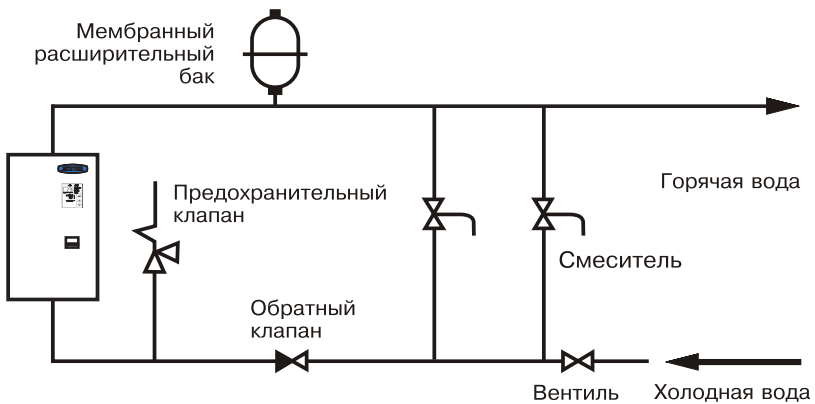 Мембранный
расширительный
бак
Предохранительный
клапан
Горячая вода
Смеситель
Обратный
клапан
Вентиль
Холодная вода